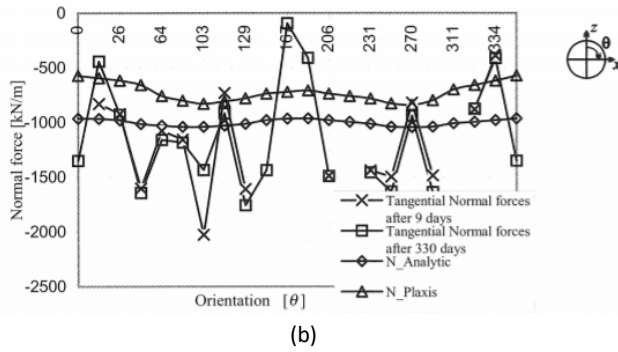 0
0
26
64
103
129
167
206
231
270
311
334
-500
-1000
-1500
-2000
-2500
Normal force [kN/m]
Orientation [θ]
Tangential Normal forces
after 9 days
Tangential Normal forces
after 330 days
N_Analytic
N_Plaxis
z
θ
x
(b)